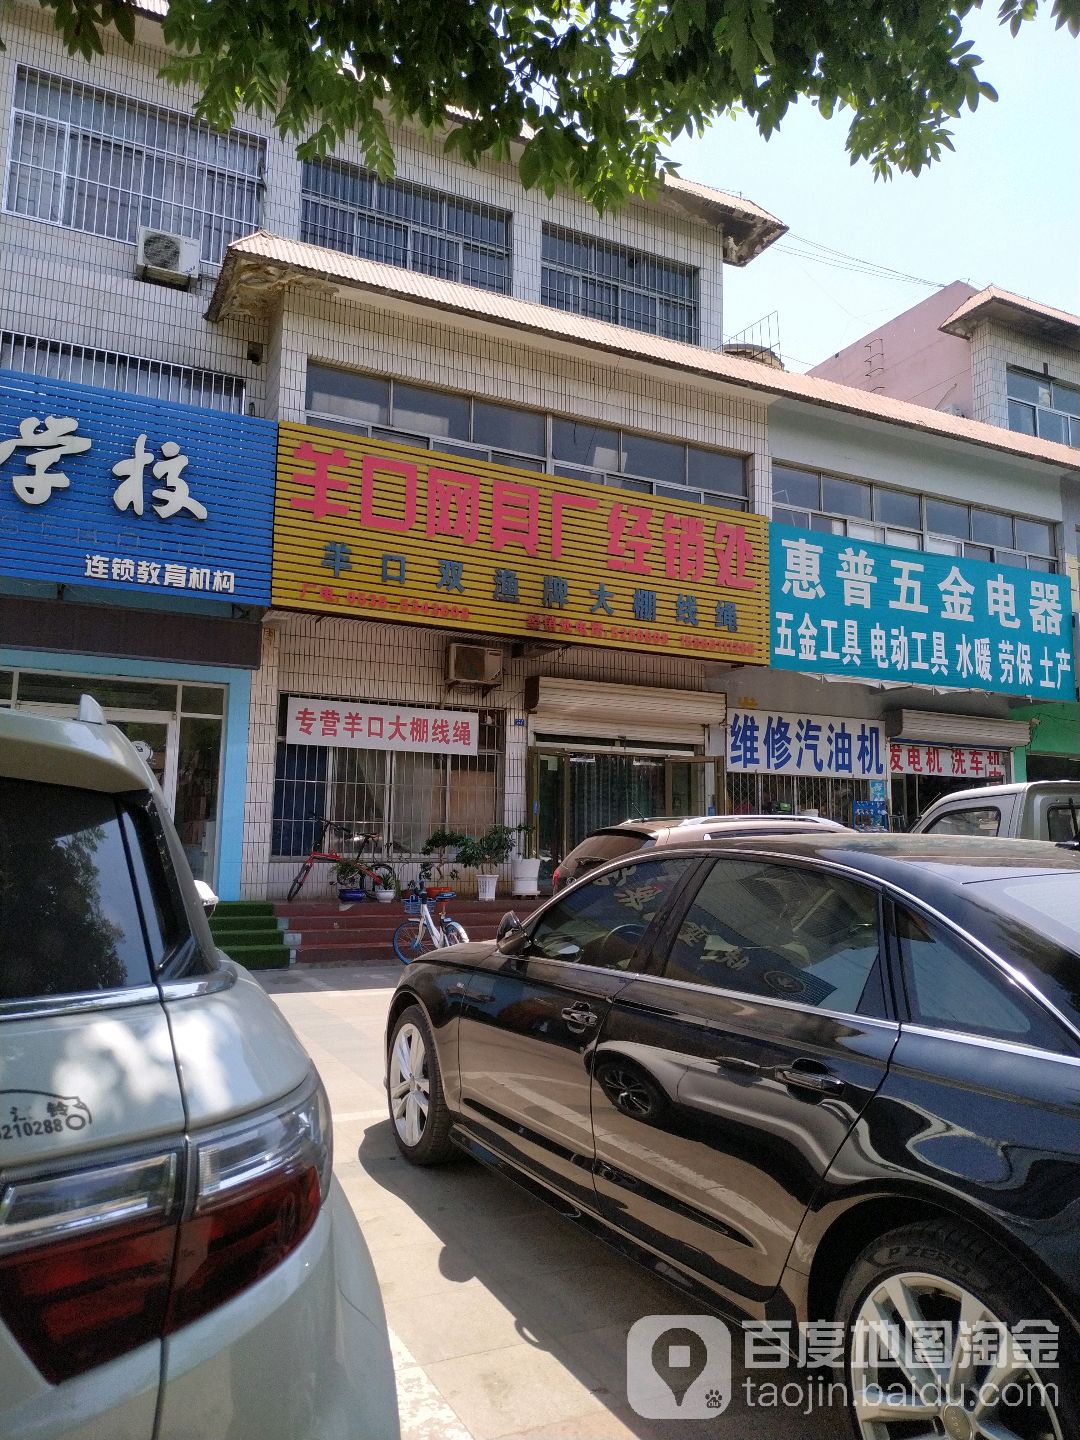 学校
连锁教育机构
羊口网具厂经销处
羊口双渔牌大棚线绳
惠普五金电器
五金工具 电动工具 水暖 劳保 土产
专营羊口大棚线绳
维修汽油机
发电机 洗车机
5210288
P ZERO
百度地图淘金
taojin.baidu.com